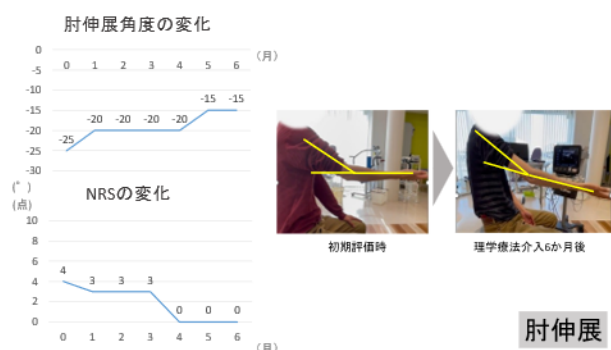 肘伸展角度の変化
0
-5
-10
-15
-20
-25
-30
(°)
0 1 2 3 4 5 6 (月)
-25 -20 -20 -20 -20 -15 -15
NRSの変化
(点)
10
8
6
4
2
0
4 3 3 3 0 0 0
0 1 2 3 4 5 6 (月)
初期評価時
理学療法介入6か月後
肘伸展